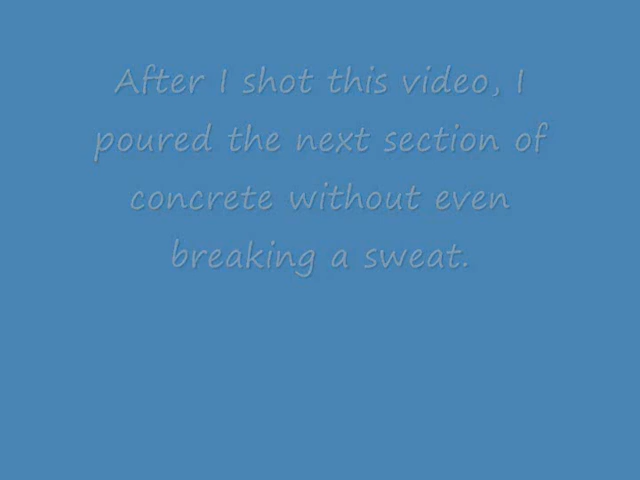 After I shot this video, I
poured the next section of
concrete without even
breaking a sweat.